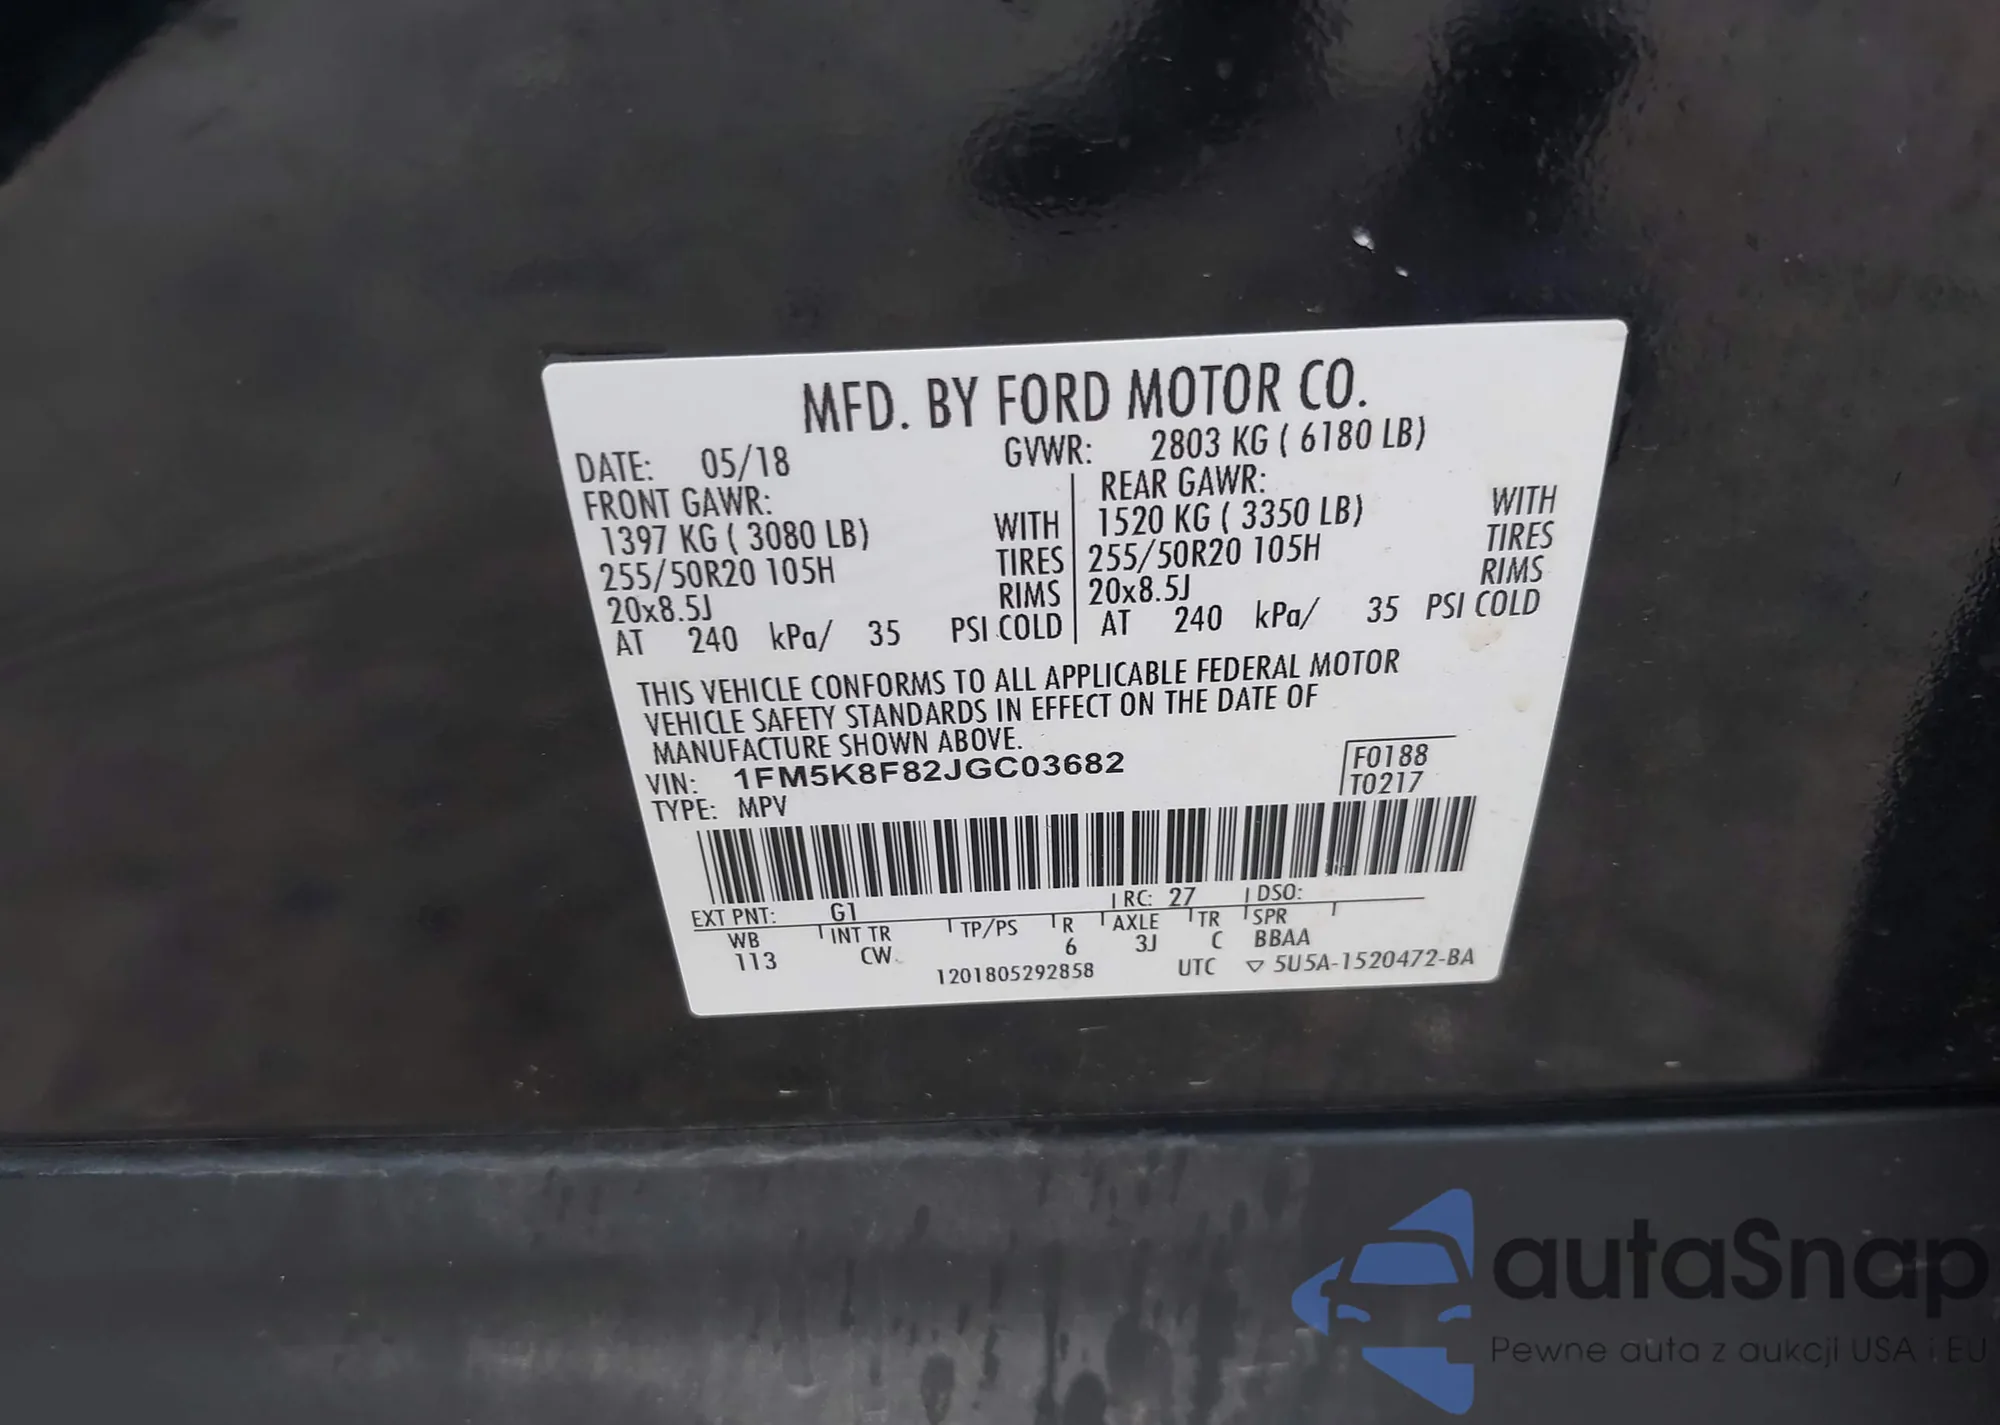 MFD. BY FORD MOTOR CO.
DATE: 05/18 GVWR: 2803 KG ( 6180 LB)
FRONT GAWR: REAR GAWR:
1397 KG ( 3080 LB) WITH 1520 KG ( 3350 LB) WITH
255/50R20 105H TIRES 255/50R20 105H TIRES
20x8.5J RIMS 20x8.5J RIMS
AT 240 kPa/ 35 PSI COLD AT 240 kPa/ 35 PSI COLD
THIS VEHICLE CONFORMS TO ALL APPLICABLE FEDERAL MOTOR
VEHICLE SAFETY STANDARDS IN EFFECT ON THE DATE OF
MANUFACTURE SHOWN ABOVE.
VIN: 1FM5K8F82JGC03682 F0188
TYPE: MPV T0217
EXT PNT: G1 RC: 27 DSO:
WB INT TR TP/PS R AXLE TR SPR
113 CW 6 3J C BBAA
1201805292858 UTC ▽ 5U5A-1520472-BA
autaSnap
Pewne auta z aukcji USA i EU